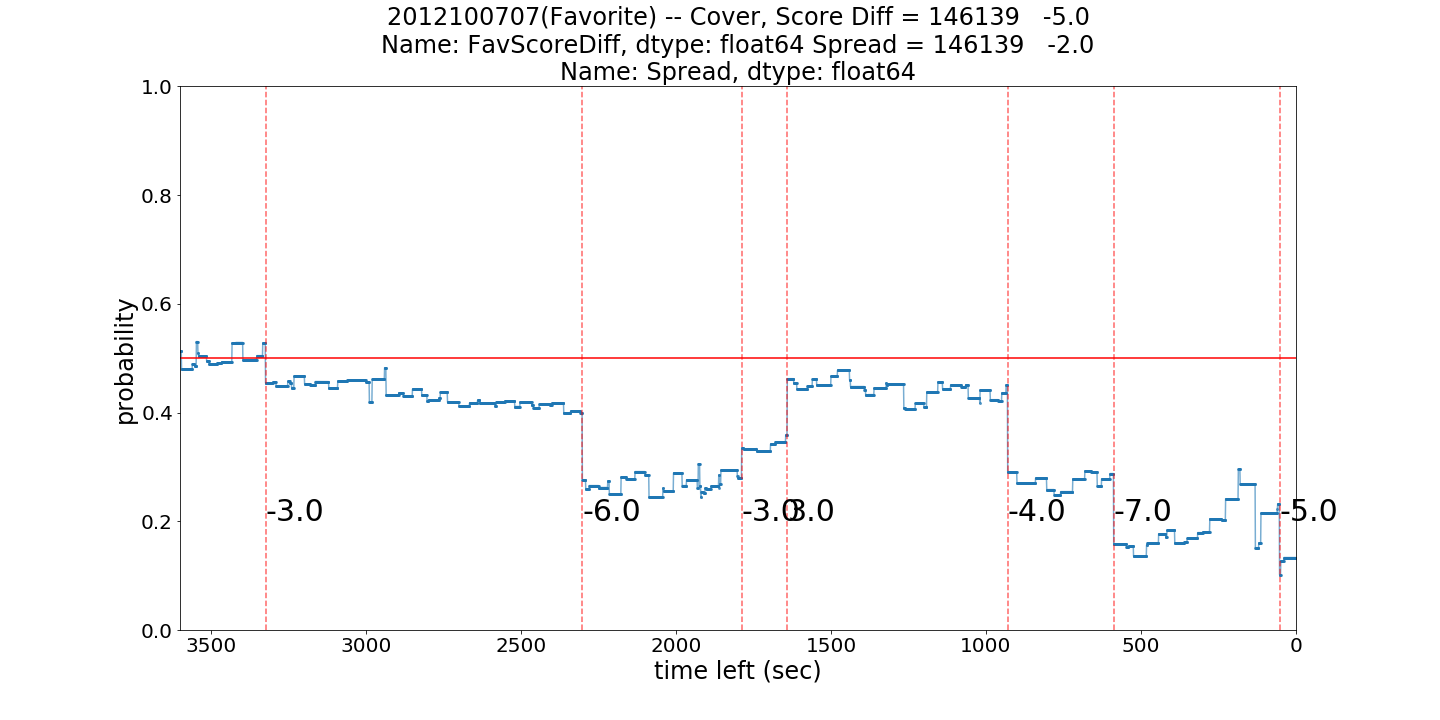 2012100707(Favorite) -- Cover, Score Diff = 146139   -5.0
Name: FavScoreDiff, dtype: float64 Spread = 146139   -2.0
Name: Spread, dtype: float64
1.0
0.8
0.6
0.4
0.2
0.0
probability
-3.0
-6.0
-3.0
3.0
-4.0
-7.0
-5.0
3500 3000 2500 2000 1500 1000 500 0
time left (sec)